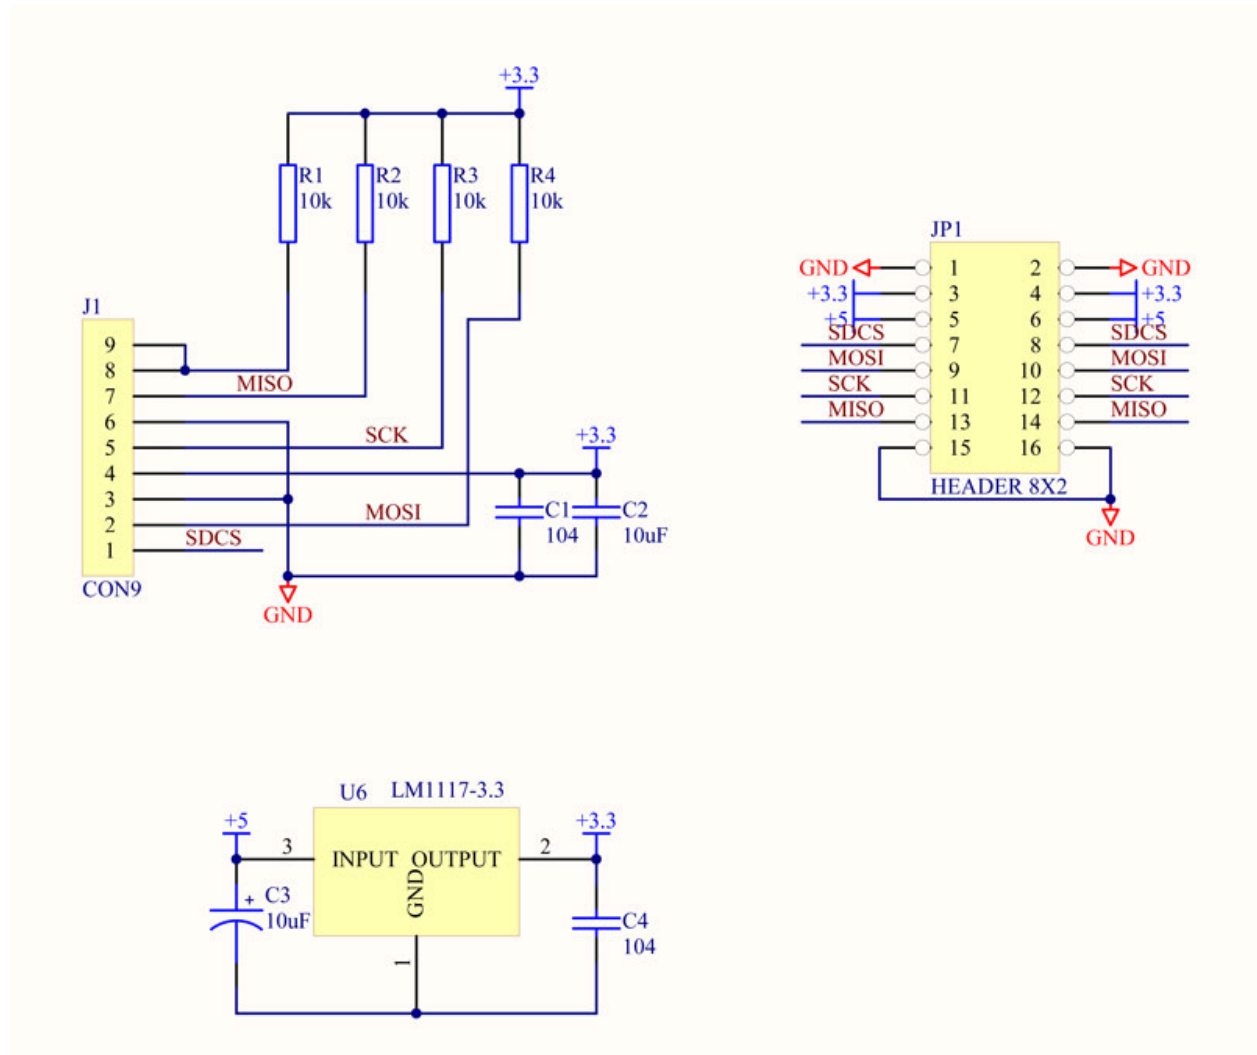 +3.3
R1
10k
R2
10k
R3
10k
R4
10k
J1
9
8
7
6
5
4
3
2
1
CON9
MISO
SCK
MOSI
SDCS
+3.3
C1
104
C2
10uF
GND
JP1
GND 1 2 GND
+3.3 3 4 +3.3
+5 5 6 +5
SDCS 7 8 SDCS
MOSI 9 10 MOSI
SCK 11 12 SCK
MISO 13 14 MISO
15 16
HEADER 8X2
GND
U6 LM1117-3.3
+5
3
INPUT OUTPUT
GND
2
+3.3
1
+
C3
10uF
C4
104